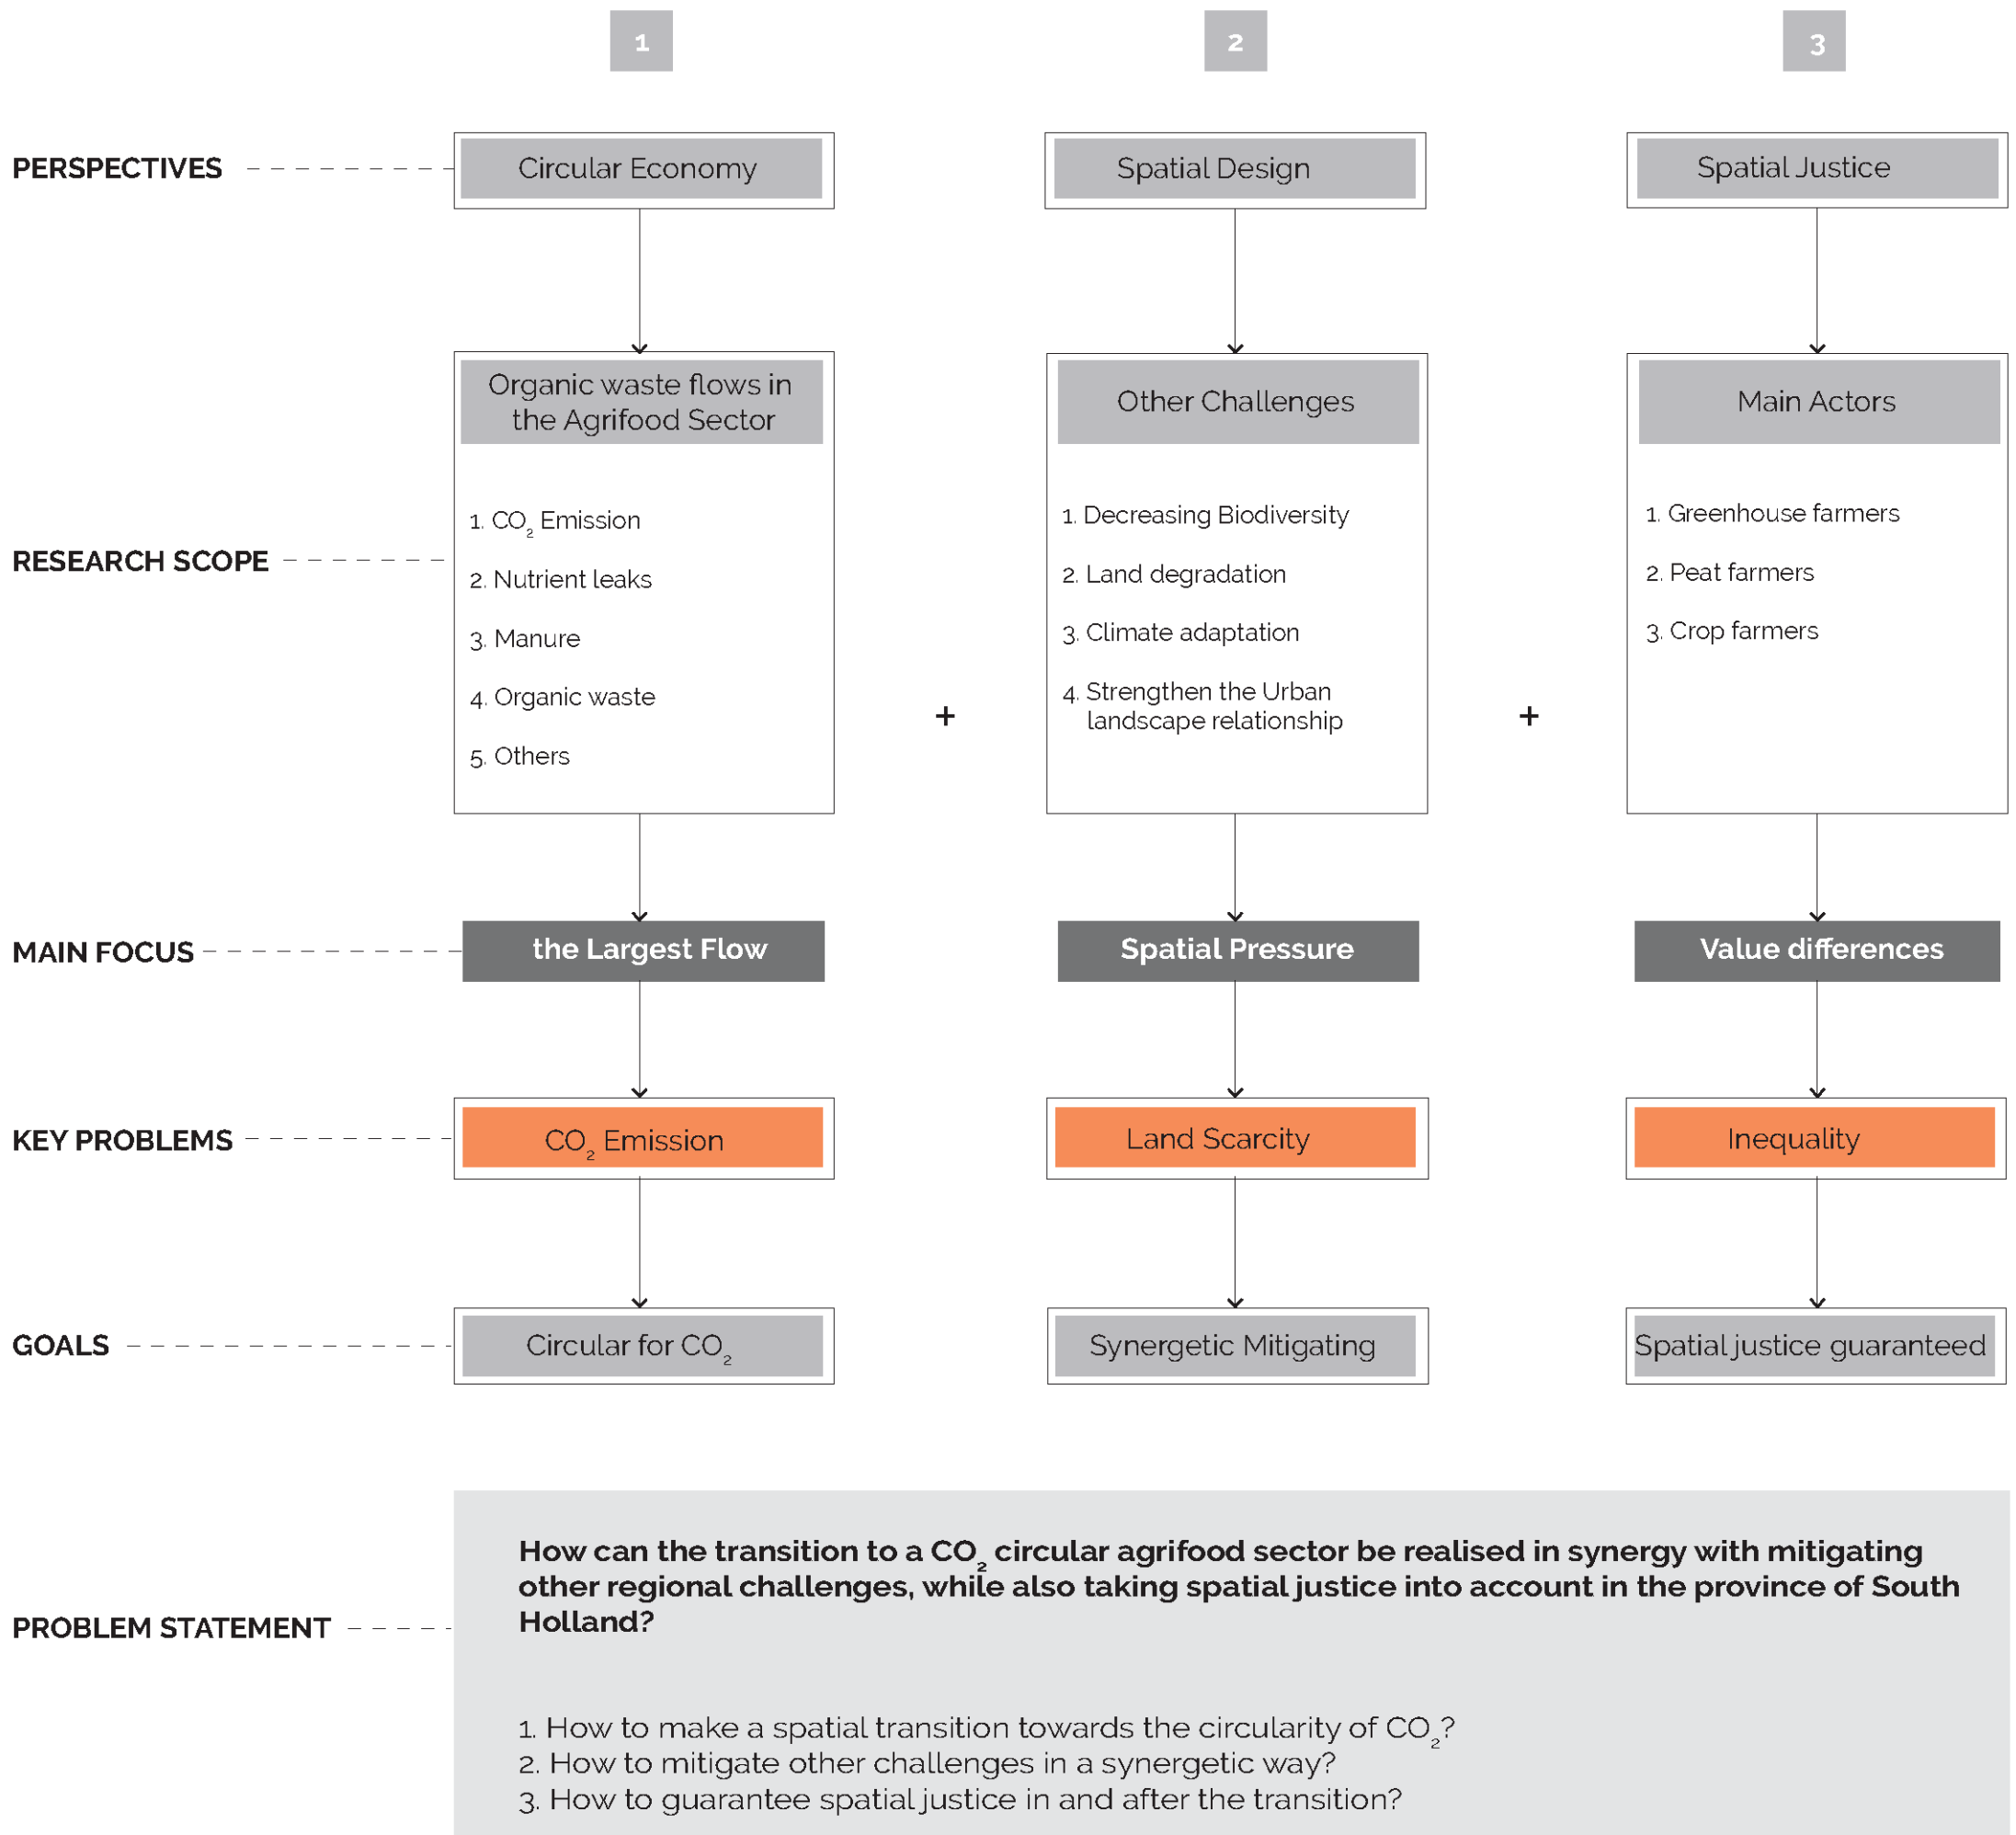 1
2
3
PERSPECTIVES
Circular Economy
Spatial Design
Spatial Justice
RESEARCH SCOPE
Organic waste flows in
the Agrifood Sector
1. CO₂ Emission
2. Nutrient leaks
3. Manure
4. Organic waste
5. Others
+
Other Challenges
1. Decreasing Biodiversity
2. Land degradation
3. Climate adaptation
4. Strengthen the Urban
landscape relationship
+
Main Actors
1. Greenhouse farmers
2. Peat farmers
3. Crop farmers
MAIN FOCUS
the Largest Flow
Spatial Pressure
Value differences
KEY PROBLEMS
CO₂ Emission
Land Scarcity
Inequality
GOALS
Circular for CO₂
Synergetic Mitigating
Spatial justice guaranteed
PROBLEM STATEMENT
How can the transition to a CO₂ circular agrifood sector be realised in synergy with mitigating
other regional challenges, while also taking spatial justice into account in the province of South
Holland?
1. How to make a spatial transition towards the circularity of CO₂?
2. How to mitigate other challenges in a synergetic way?
3. How to guarantee spatial justice in and after the transition?